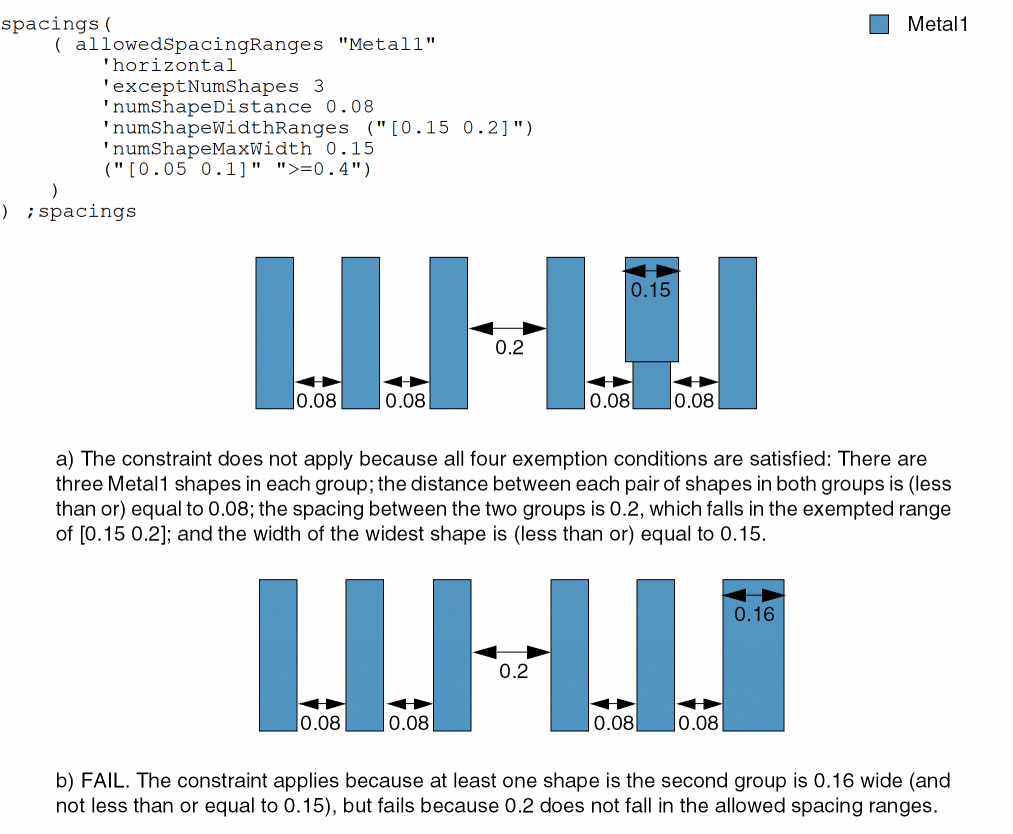 spacings(
( allowedSpacingRanges "Metal1"
'horizontal
'exceptNumShapes 3
'numShapeDistance 0.08
'numShapeWidthRanges ("[0.15 0.2]")
'numShapeMaxWidth 0.15
("[0.05 0.1]" ">=0.4")
)
) ;spacings
Metal1
0.15
0.2
0.08
0.08
0.08
0.08
a) The constraint does not apply because all four exemption conditions are satisfied: There are
three Metal1 shapes in each group; the distance between each pair of shapes in both groups is (less
than or) equal to 0.08; the spacing between the two groups is 0.2, which falls in the exempted range
of [0.15 0.2]; and the width of the widest shape is (less than or) equal to 0.15.
0.16
0.2
0.08
0.08
0.08
0.08
b) FAIL. The constraint applies because at least one shape is the second group is 0.16 wide (and
not less than or equal to 0.15), but fails because 0.2 does not fall in the allowed spacing ranges.